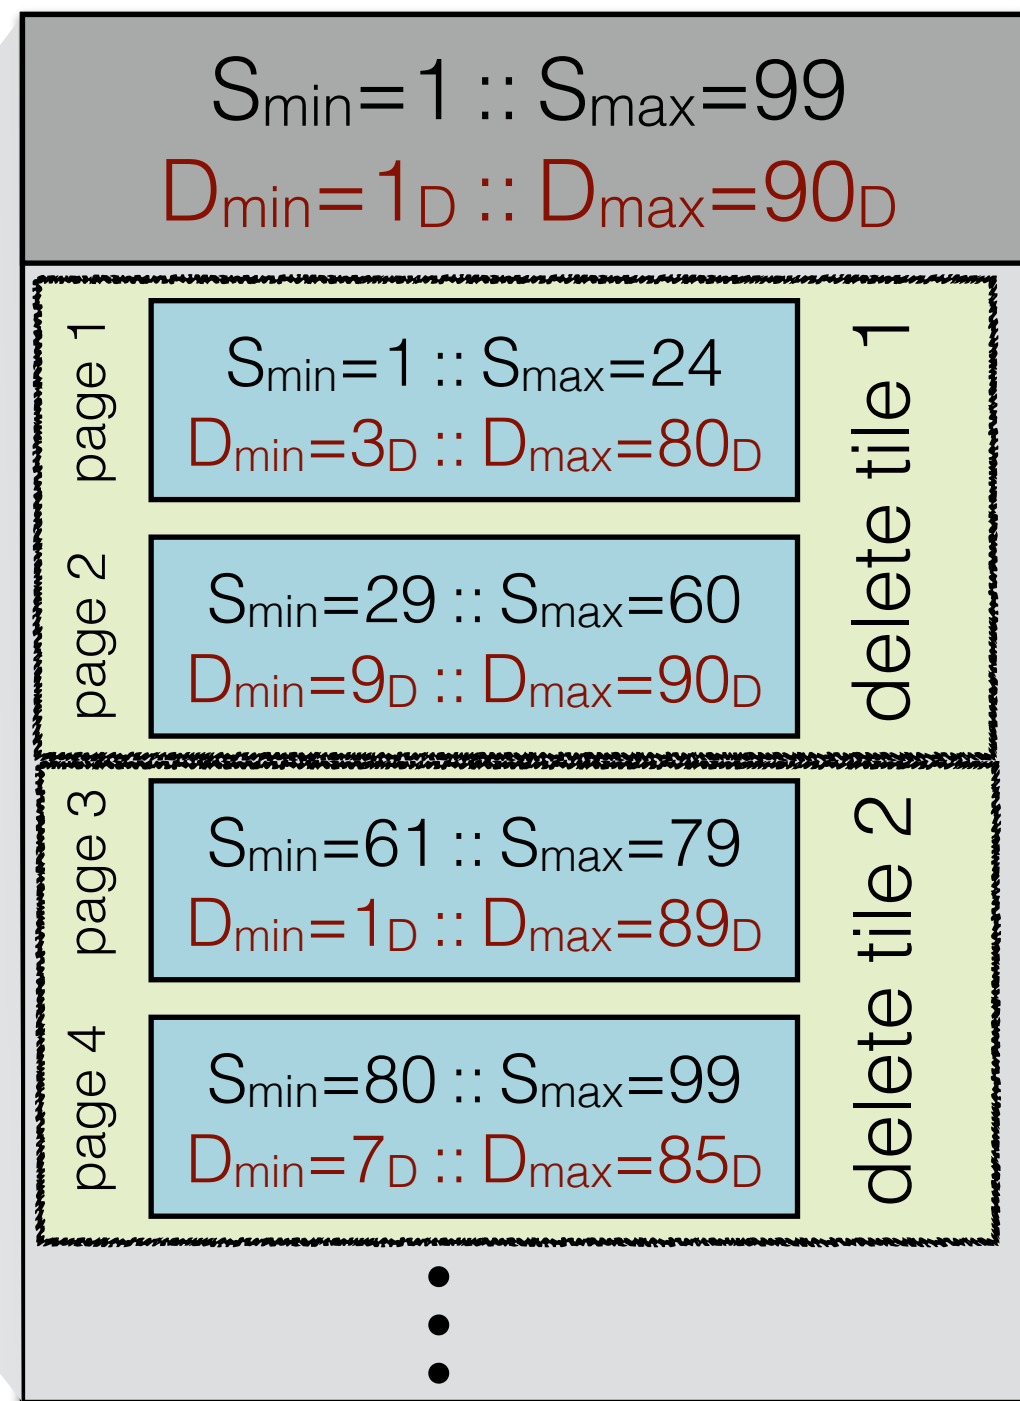 Smin=1 :: Smax=99
Dmin=1D :: Dmax=90D
page 1
Smin=1 :: Smax=24
Dmin=3D :: Dmax=80D
delete tile 1
page 2
Smin=29 :: Smax=60
Dmin=9D :: Dmax=90D
page 3
Smin=61 :: Smax=79
Dmin=1D :: Dmax=89D
delete tile 2
page 4
Smin=80 :: Smax=99
Dmin=7D :: Dmax=85D